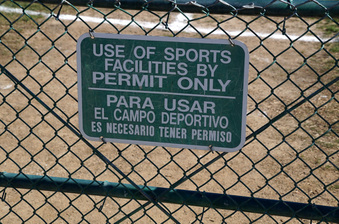 USE OF SPORTS
FACILITIES BY
PERMIT ONLY
PARA USAR
EL CAMPO DEPORTIVO
ES NECESARIO TENER PERMISO